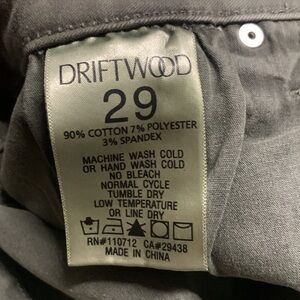 DRIFTWOOD
29
90% COTTON 7% POLYESTER
3% SPANDEX
MACHINE WASH COLD
OR HAND WASH COLD
NO BLEACH
NORMAL CYCLE
TUMBLE DRY
LOW TEMPERATURE
OR LINE DRY
RN#110712 CA#29438
MADE IN CHINA